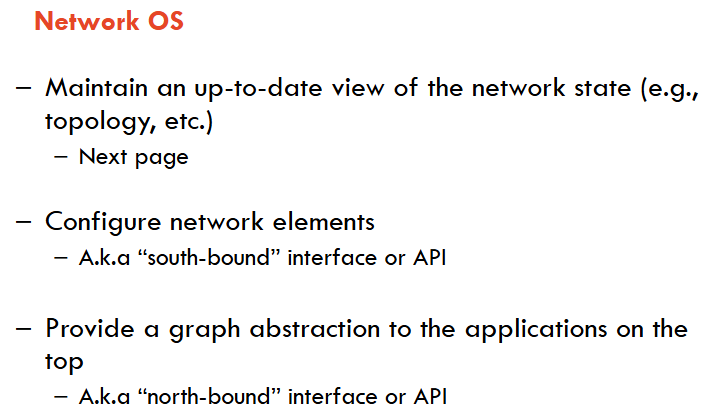 Network OS
– Maintain an up-to-date view of the network state (e.g.,
topology, etc.)
– Next page
– Configure network elements
– A.k.a “south-bound” interface or API
– Provide a graph abstraction to the applications on the
top
– A.k.a “north-bound” interface or API